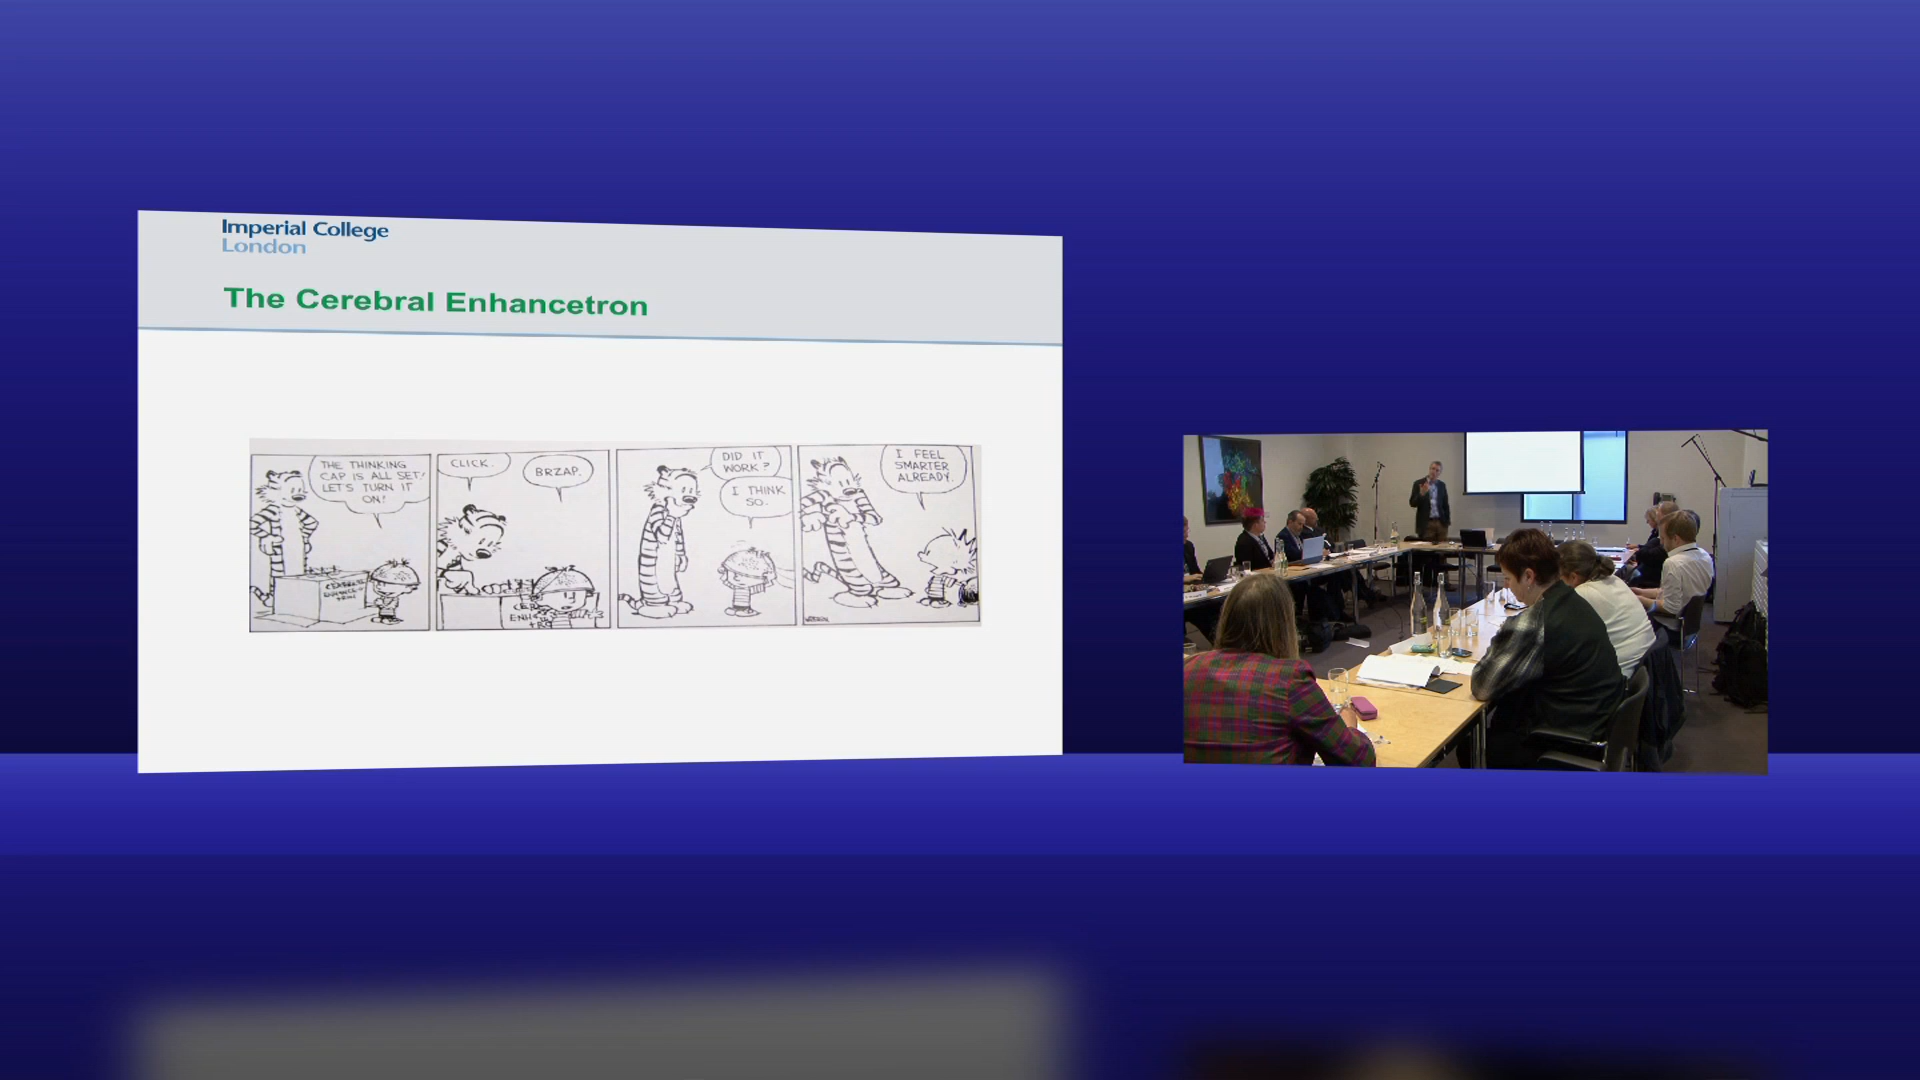 Imperial College
London
The Cerebral Enhancetron
THE THINKING
CAP IS ALL SET!
LET'S TURN IT
ON!
CLICK.
BRZAP.
DID IT
WORK?
I THINK
SO.
I FEEL
SMARTER
ALREADY.